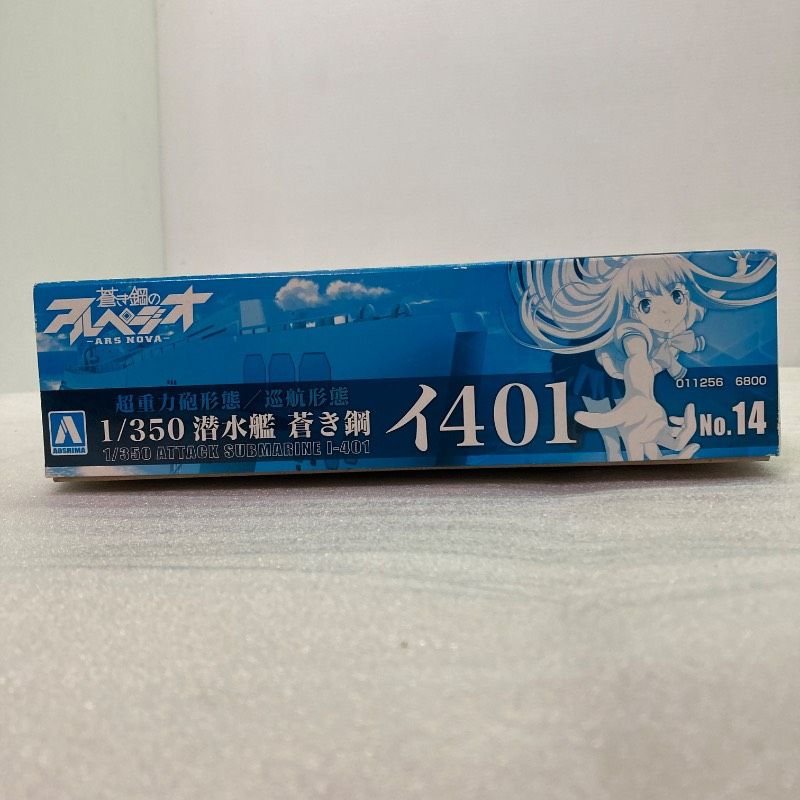 蒼き鋼の
アルペジオ
-ARS NOVA-
超重力砲形態／巡航形態
1/350 潜水艦 蒼き鋼 イ401
1/350 ATTACK SUBMARINE I-401
AOSHIMA
011256 6800
No.14